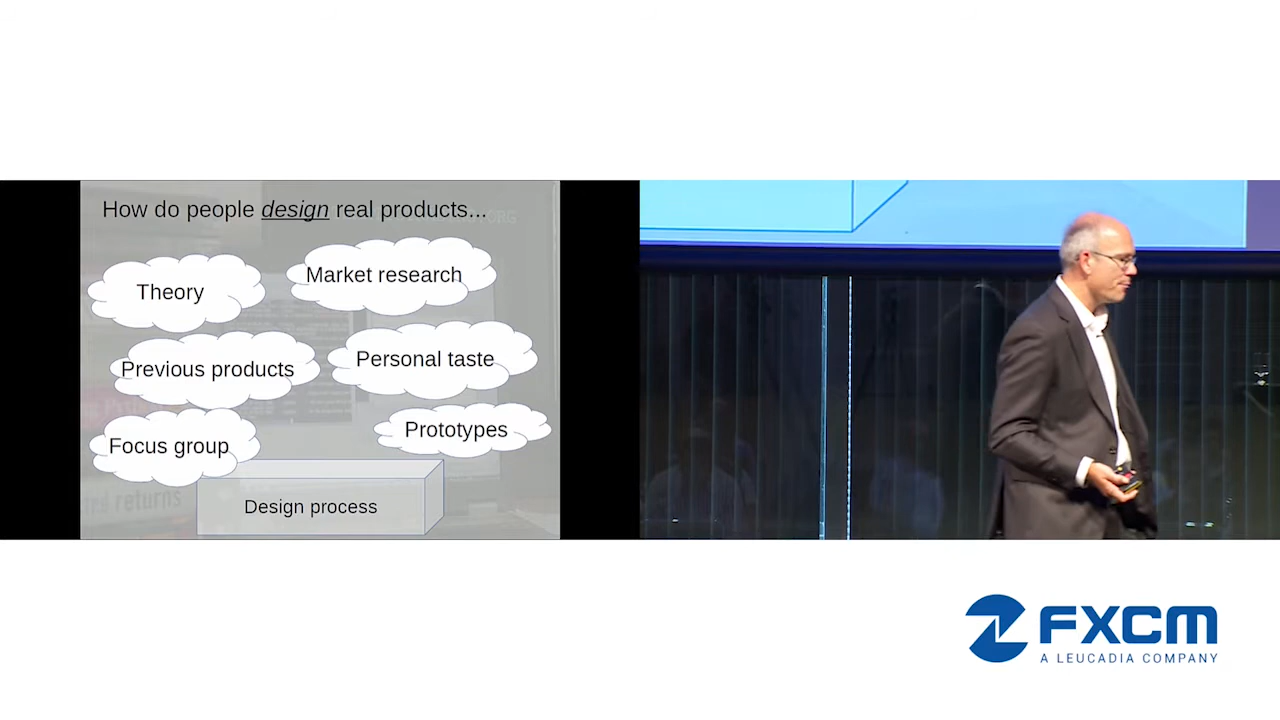 How do people design real products...
Theory
Market research
Previous products
Personal taste
Focus group
Prototypes
Design process
FXCM
A LEUCADIA COMPANY